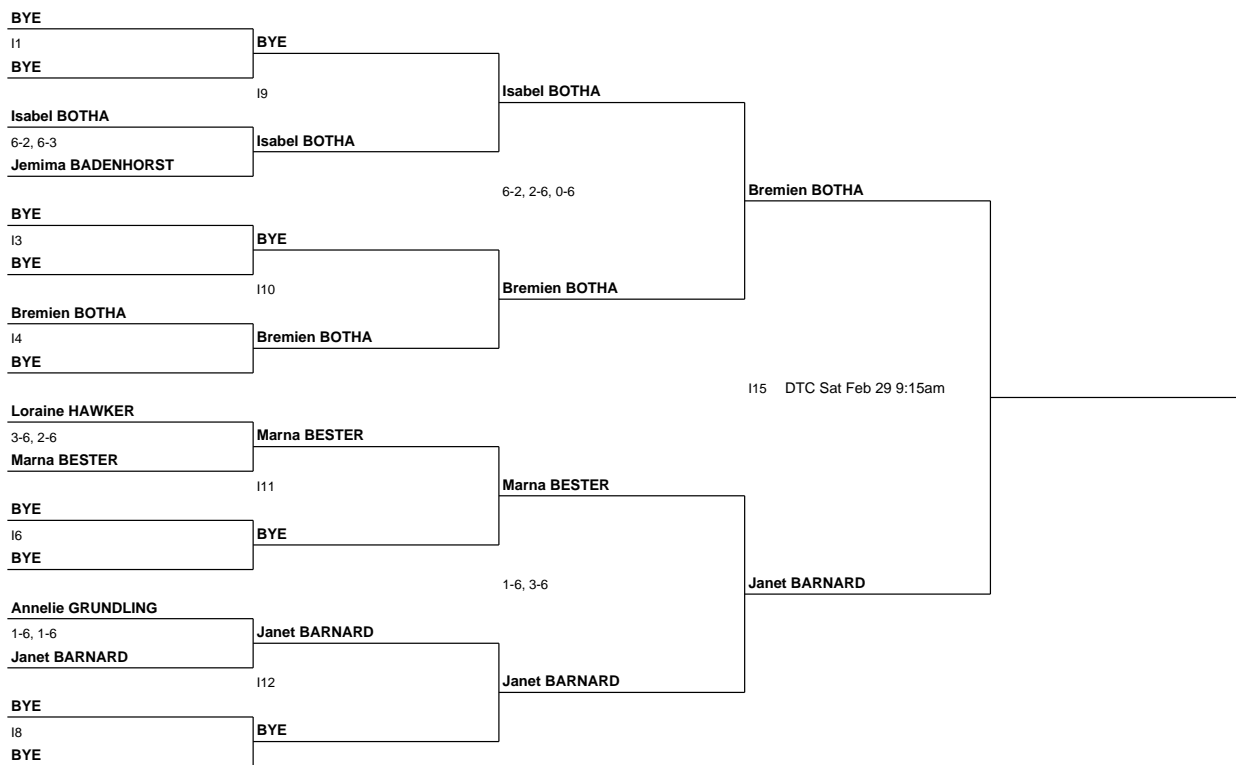 BYE
I1
BYE
BYE
I9
Isabel BOTHA
Isabel BOTHA
6-2, 6-3
Isabel BOTHA
Jemima BADENHORST
6-2, 2-6, 0-6
Bremien BOTHA
BYE
I3
BYE
BYE
I10
Bremien BOTHA
Bremien BOTHA
I4
Bremien BOTHA
BYE
I15 DTC Sat Feb 29 9:15am
Loraine HAWKER
3-6, 2-6
Marna BESTER
Marna BESTER
I11
Marna BESTER
BYE
I6
BYE
BYE
1-6, 3-6
Janet BARNARD
Annelie GRUNDLING
1-6, 1-6
Janet BARNARD
Janet BARNARD
I12
Janet BARNARD
BYE
I8
BYE
BYE